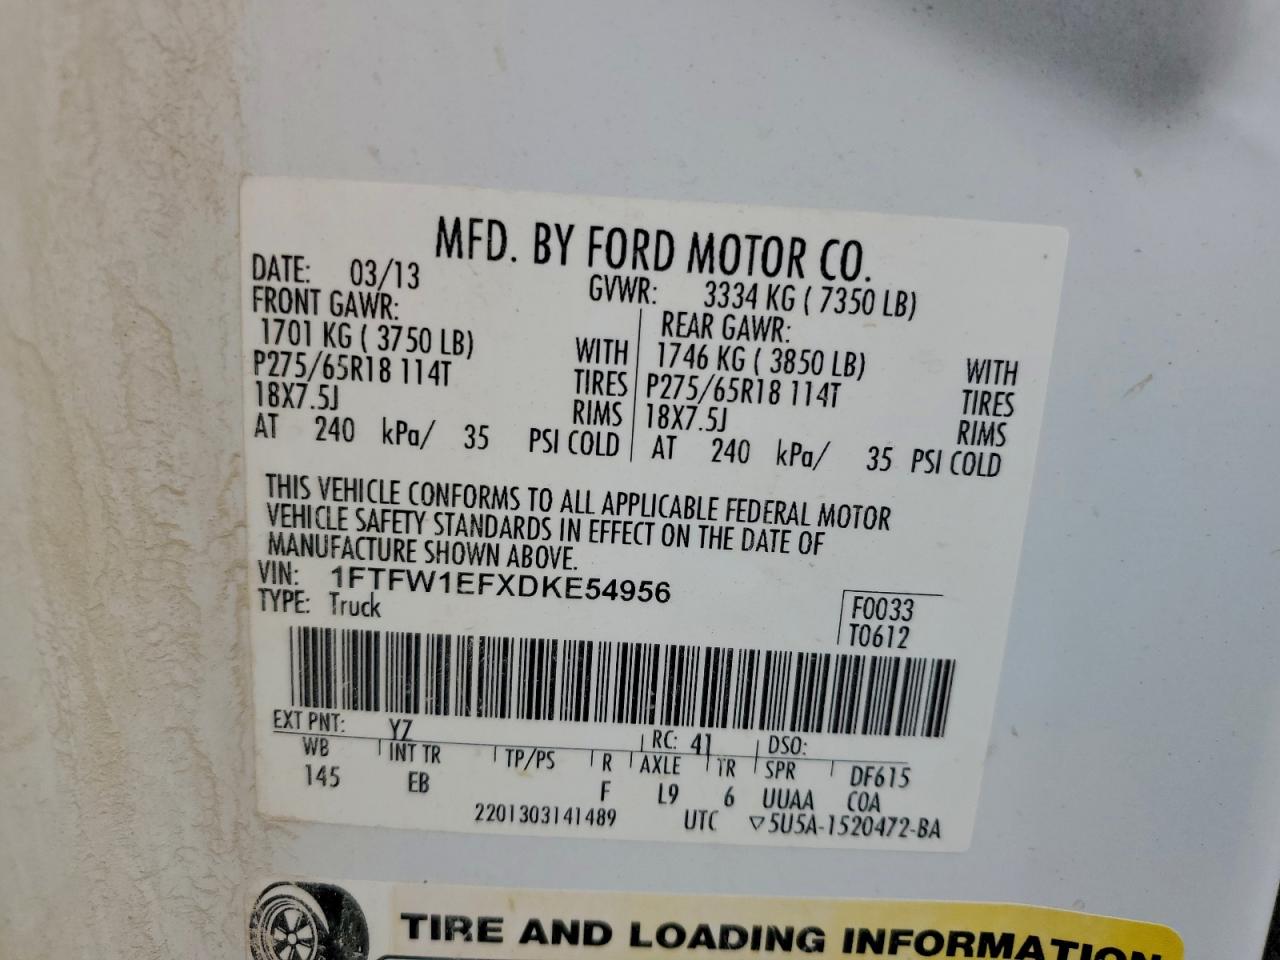 MFD. BY FORD MOTOR CO.
DATE: 03/13 GVWR: 3334 KG ( 7350 LB)
FRONT GAWR: REAR GAWR:
1701 KG ( 3750 LB) WITH 1746 KG ( 3850 LB) WITH
P275/65R18 114T TIRES P275/65R18 114T TIRES
18X7.5J RIMS 18X7.5J RIMS
AT 240 kPa/ 35 PSI COLD AT 240 kPa/ 35 PSI COLD
THIS VEHICLE CONFORMS TO ALL APPLICABLE FEDERAL MOTOR
VEHICLE SAFETY STANDARDS IN EFFECT ON THE DATE OF
MANUFACTURE SHOWN ABOVE.
VIN: 1FTFW1EFXDKE54956
TYPE: Truck
F0033
T0612
EXT PNT: YZ RC: 41 DSO:
WB INT TR TP/PS R AXLE TR SPR DF615
145 EB F L9 6 UUAA COA
2201303141489 UTC ▽5U5A-1520472-BA
TIRE AND LOADING INFORMATION